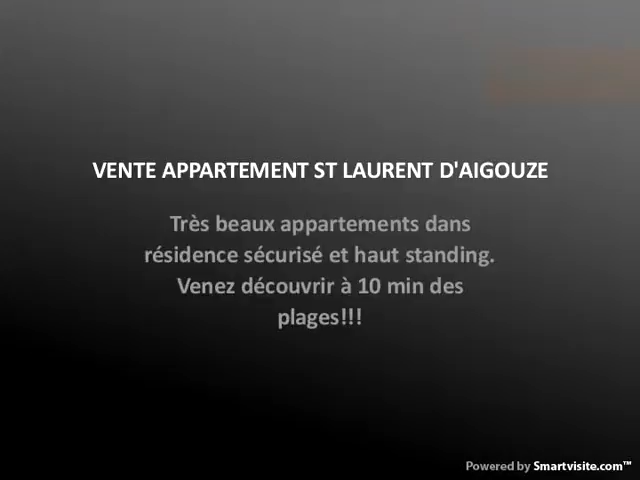 VENTE APPARTEMENT ST LAURENT D'AIGOUZE
Très beaux appartements dans
résidence sécurisé et haut standing.
Venez découvrir à 10 min des
plages!!!
Powered by Smartvisite.com™